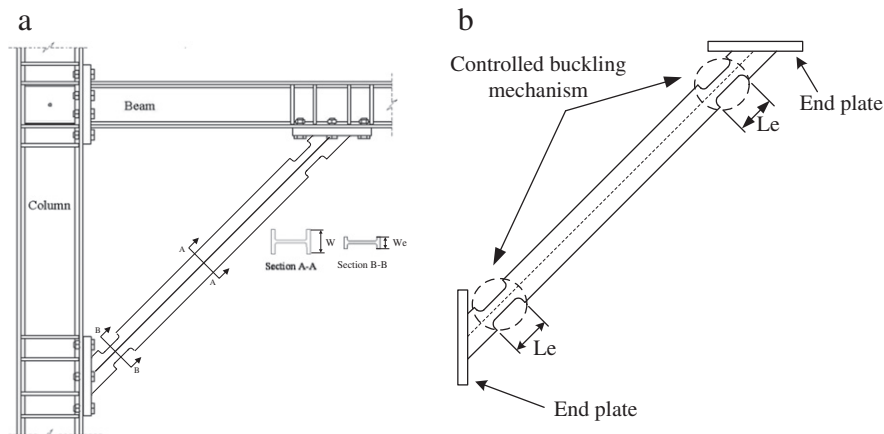 a
Beam
Column
A
A
W
We
Section A-A
Section B-B
B
B
b
Controlled buckling
mechanism
End plate
Le
Le
End plate